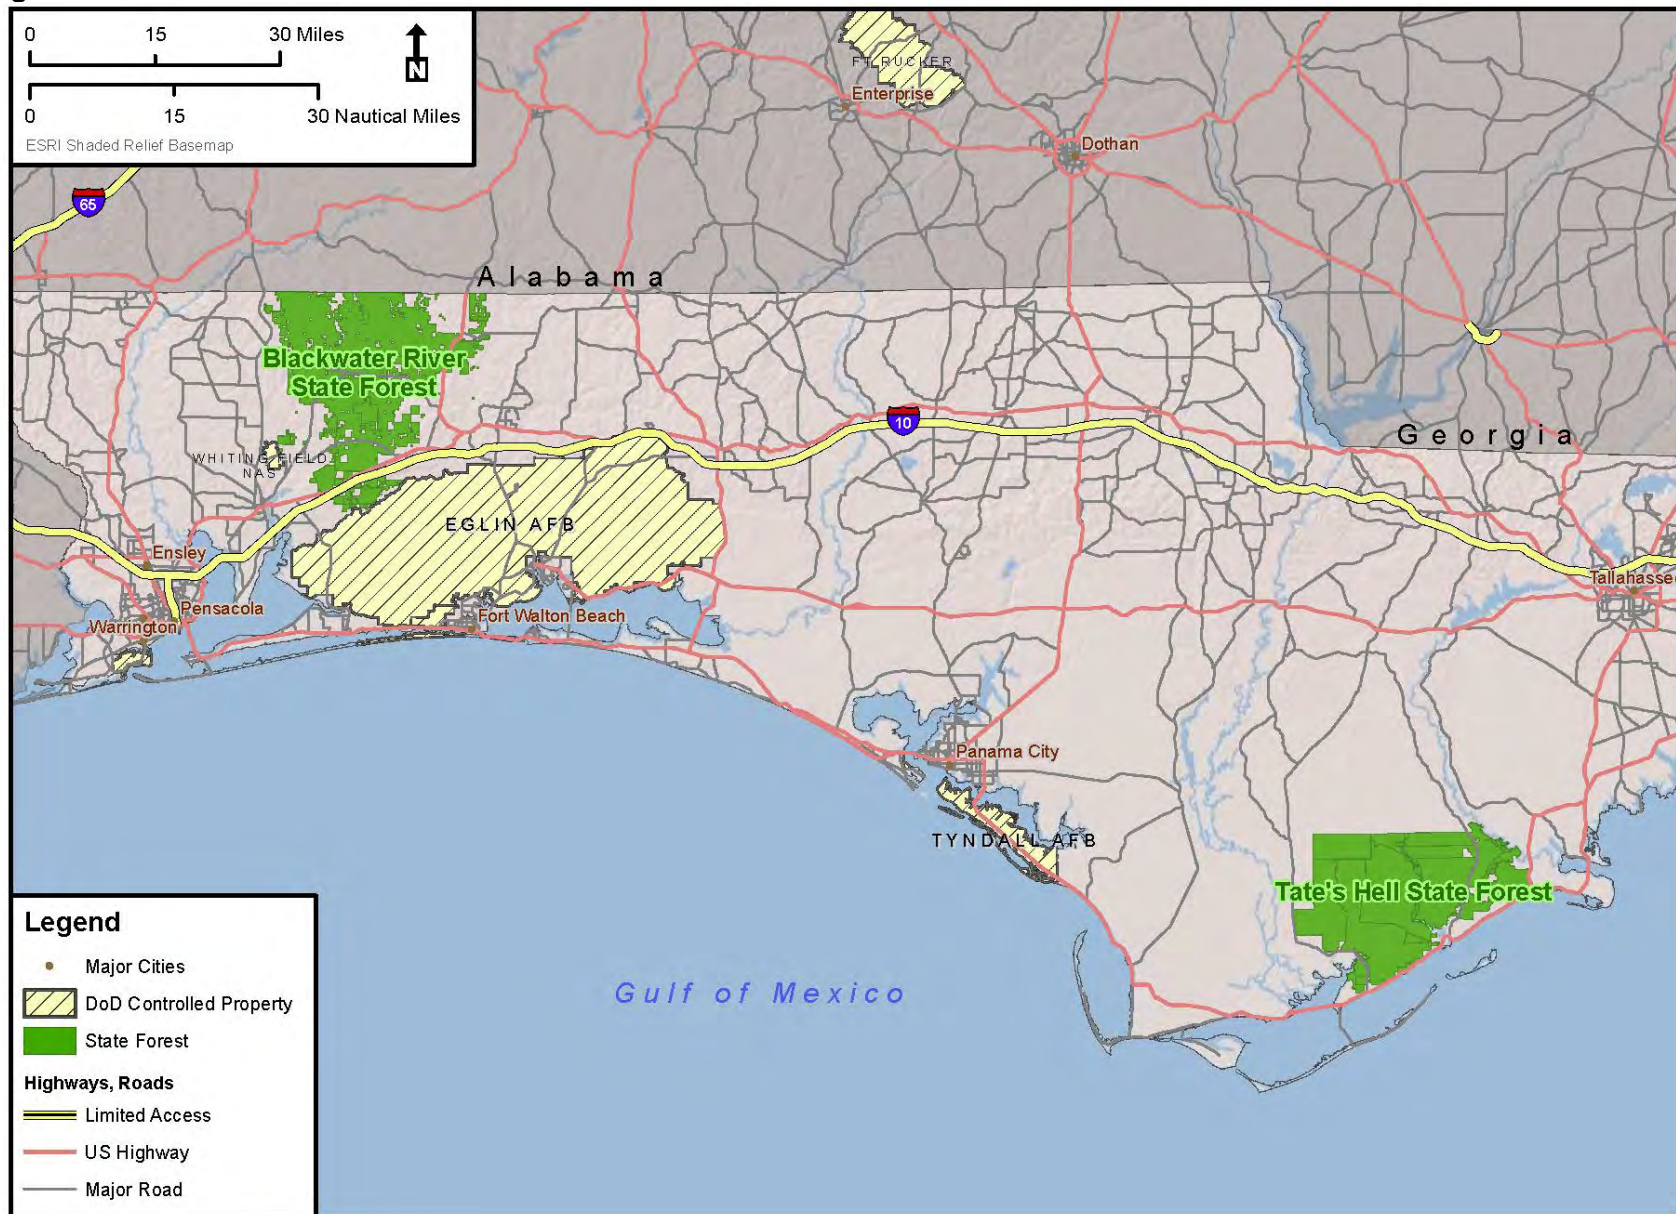 0 15 30 Miles
N
0 15 30 Nautical Miles
ESRI Shaded Relief Basemap
FT RUCKER
Enterprise
Dothan
65
Alabama
Blackwater River
State Forest
10
Georgia
WHITING FIELD
NAS
EGLIN AFB
Ensley
Tallahassee
Pensacola
Fort Walton Beach
Warrington
Panama City
TYNDALL AFB
Tate's Hell State Forest
Gulf of Mexico
Legend
Major Cities
DoD Controlled Property
State Forest
Highways, Roads
Limited Access
US Highway
Major Road